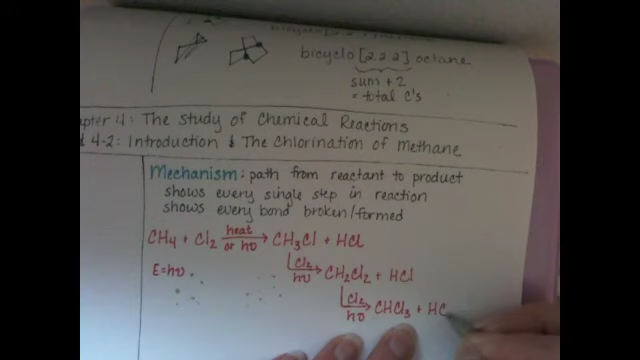 bicyclo [2.2.2] octane
sum + 2
= total C's
apter 4: The Study of Chemical Reactions
4-2: Introduction & The Chlorination of Methane
Mechanism: path from reactant to product
shows every single step in reaction
shows every bond broken/formed
CH4 + Cl2 heat or hν → CH3Cl + HCl
E=hν Cl2 hν → CH2Cl2 + HCl
Cl2 hν → CHCl3 + HC